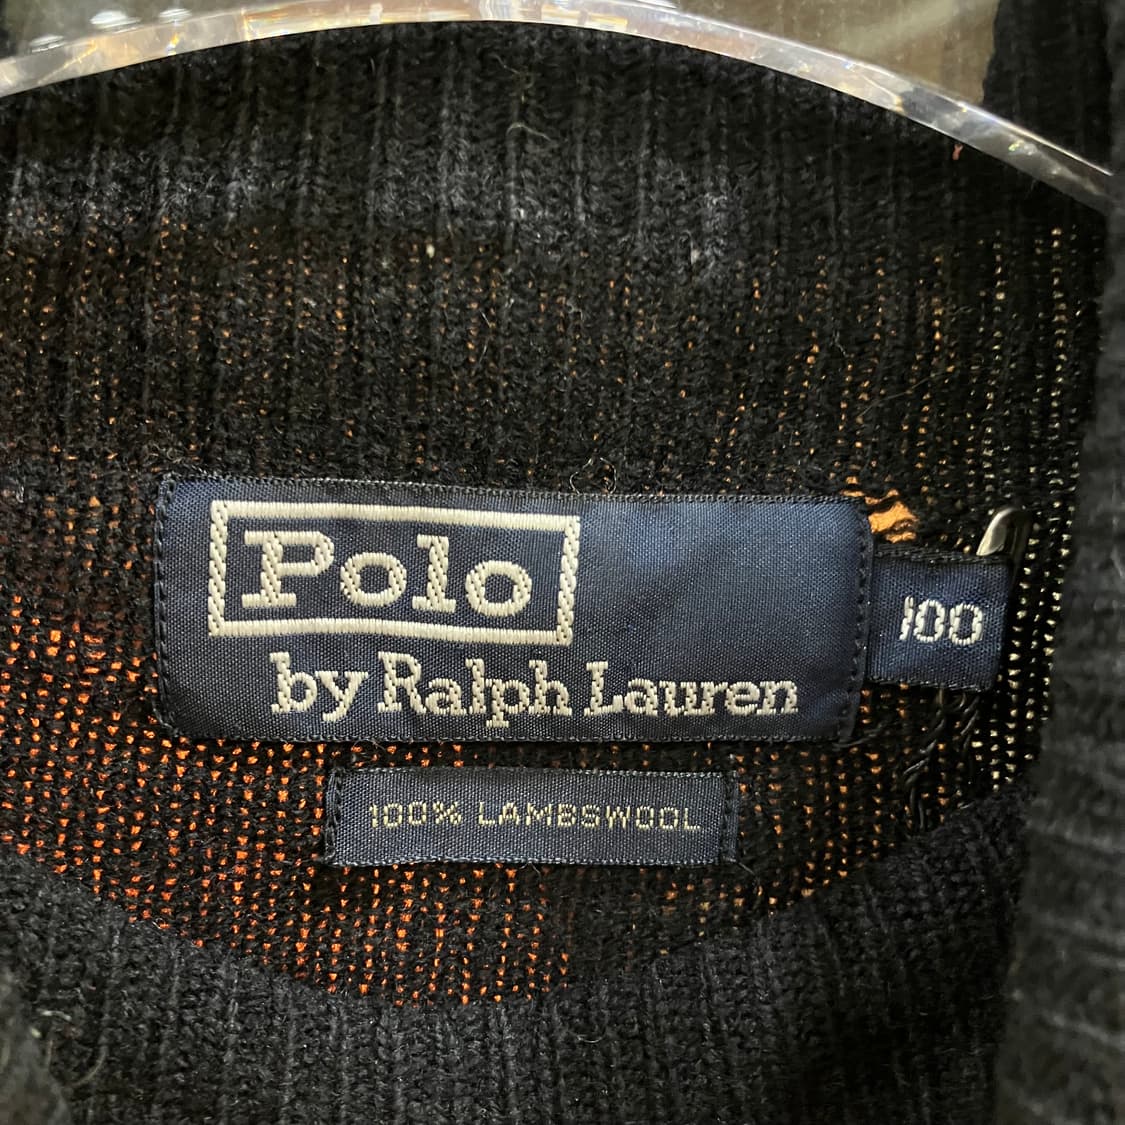 Polo
by Ralph Lauren
100
100% LAMBSWOOL